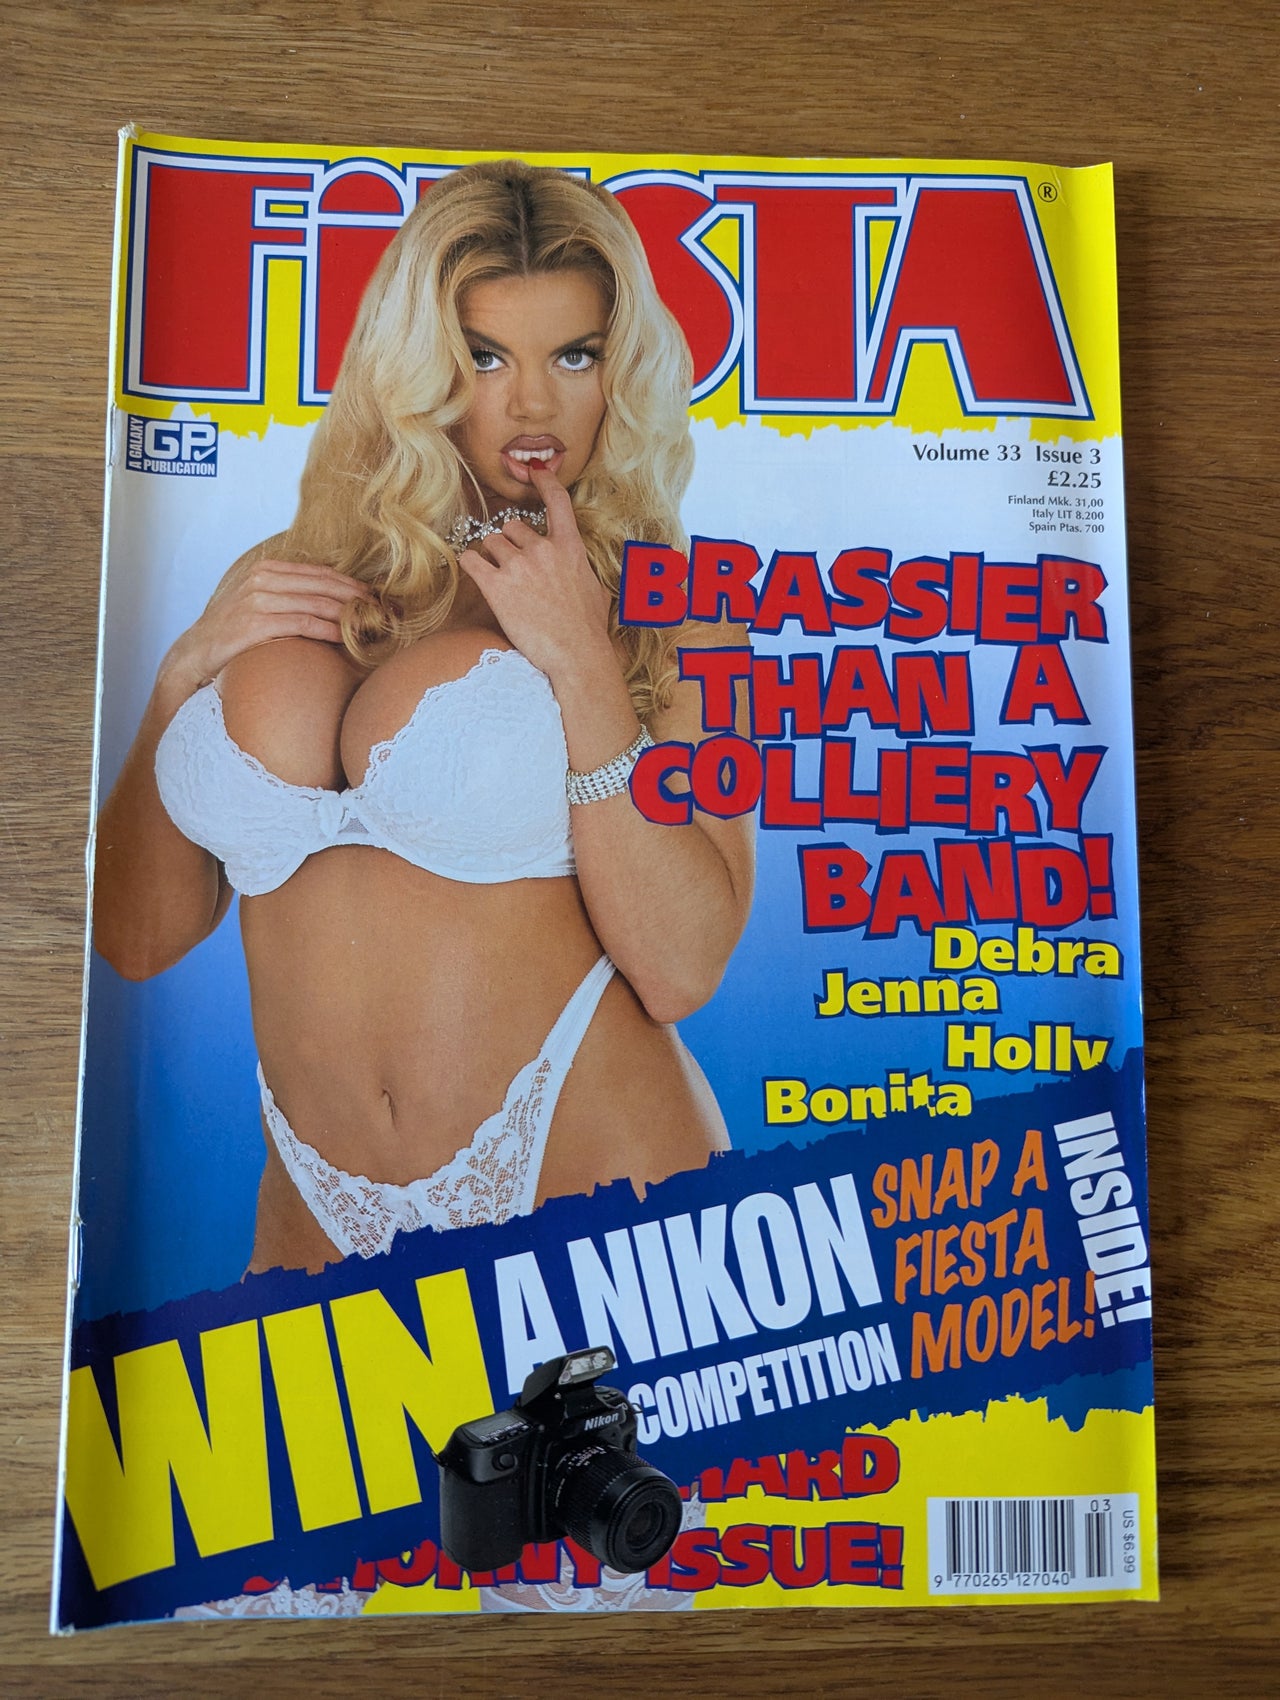 FiESTA®
A GALAXY
GP
PUBLICATION
Volume 33 Issue 3
£2.25
Finland Mkk. 31,00
Italy LIT 8.200
Spain Ptas. 700
BRASSIER
THAN A
COLLIERY
BAND!
Debra
Jenna
Holly
Bonita
WIN
A NIKON
COMPETITION
SNAP A
FIESTA
MODEL!
INSIDE!
Nikon
HARD
HORNY ISSUE!
03
9 770265 127040
US $6.99